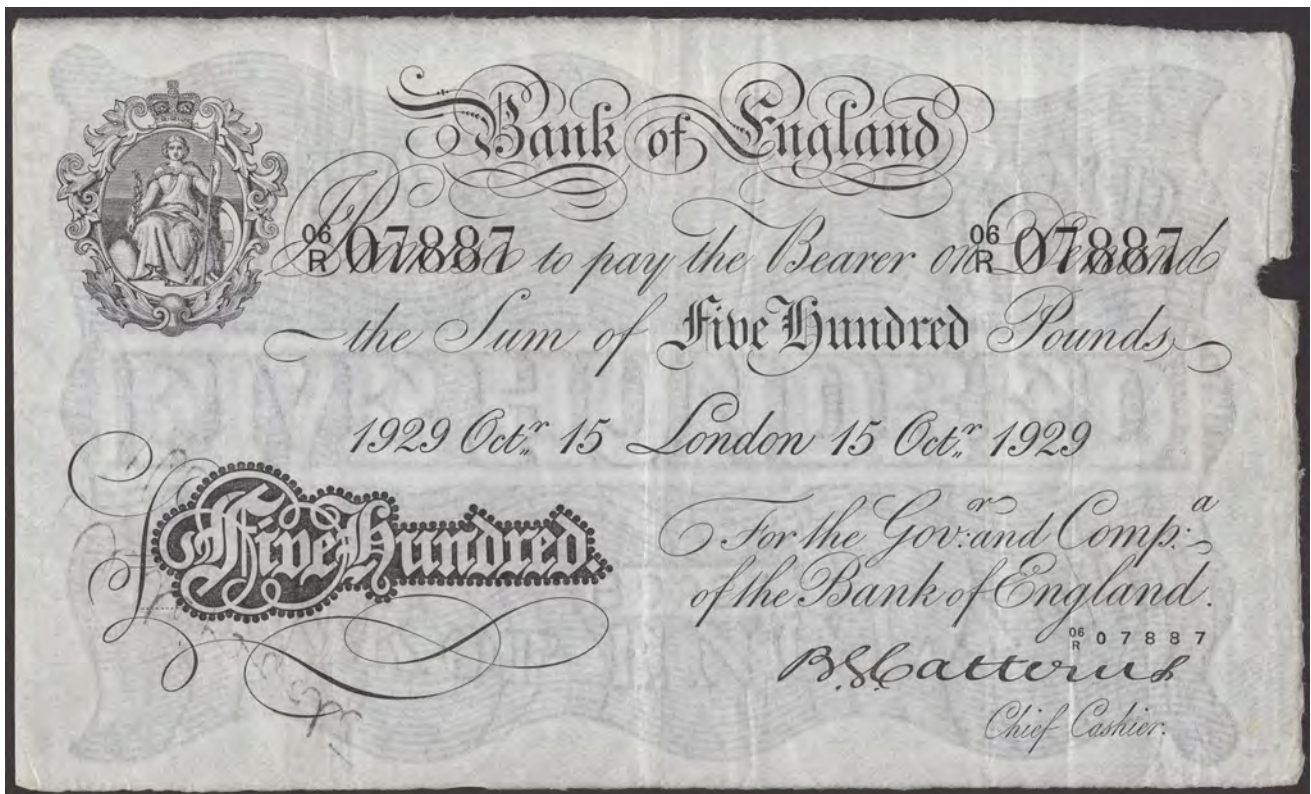 Bank of England
06/R 07887 06/R 07887
Promise to pay the Bearer on Demand
the Sum of Five Hundred Pounds
1929 Octr. 15 London 15 Octr. 1929
£Five Hundred
For the Govr: and Compa:
of the Bank of England.
06/R 07887
B.G. Catterns
Chief Cashier.